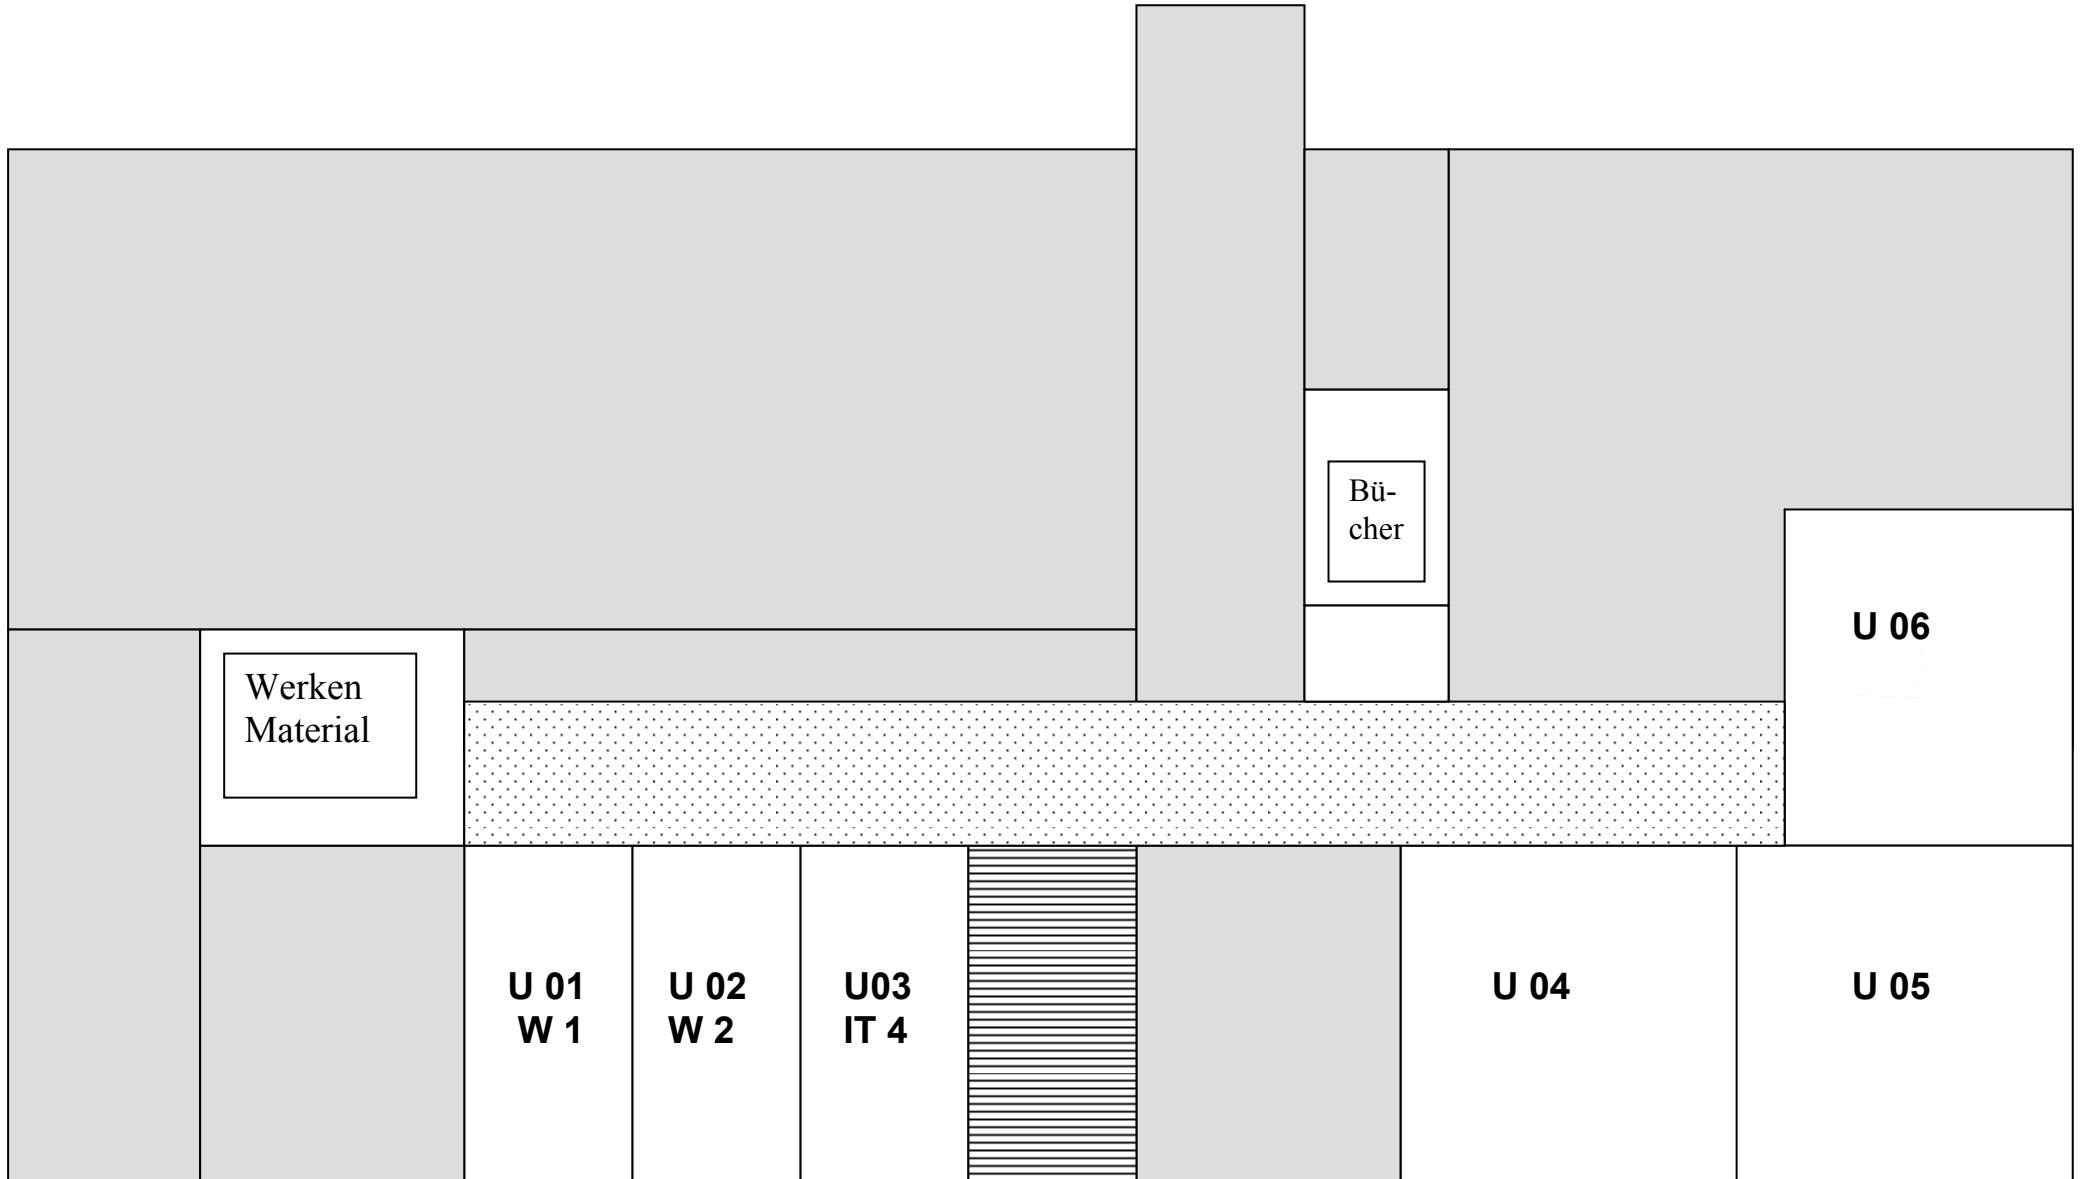 Bü-
cher
U 06
Werken
Material
U 01
W 1
U 02
W 2
U03
IT 4
U 04
U 05